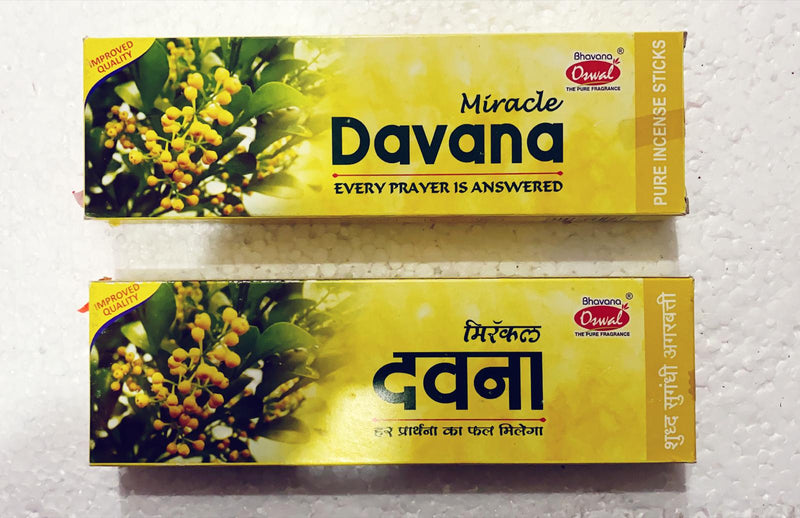 IMPROVED
QUALITY
Bhavana ®
Oswal
THE PURE FRAGRANCE
Miracle
Davana
EVERY PRAYER IS ANSWERED
PURE INCENSE STICKS
IMPROVED
QUALITY
Bhavana ®
Oswal
THE PURE FRAGRANCE
मिरॅकल
दवना
हर प्रार्थना का फल मिलेगा
शुध्द सुगंधी अगरबत्ती